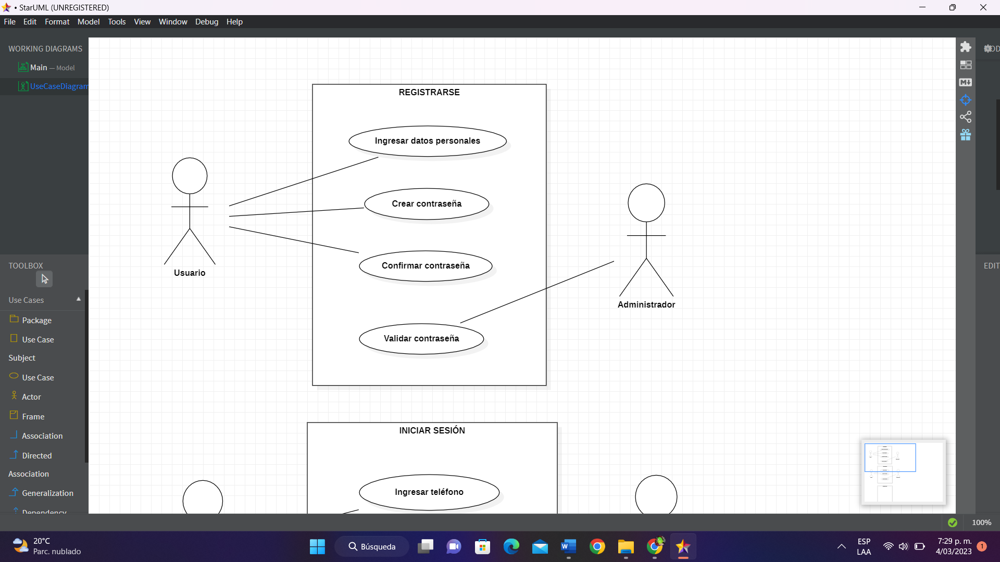 • StarUML (UNREGISTERED)
File Edit Format Model Tools View Window Debug Help
WORKING DIAGRAMS
Main — Model
UseCaseDiagram
TOOLBOX
Use Cases
Package
Use Case
Subject
Use Case
Actor
Frame
Association
Directed
Association
Generalization
Dependency
REGISTRARSE
Ingresar datos personales
Crear contraseña
Confirmar contraseña
Validar contraseña
Usuario
Administrador
INICIAR SESIÓN
Ingresar teléfono
M
OD
EDIT
100%
20°C
Parc. nublado
Búsqueda
ESP
LAA
7:29 p. m.
4/03/2023
1